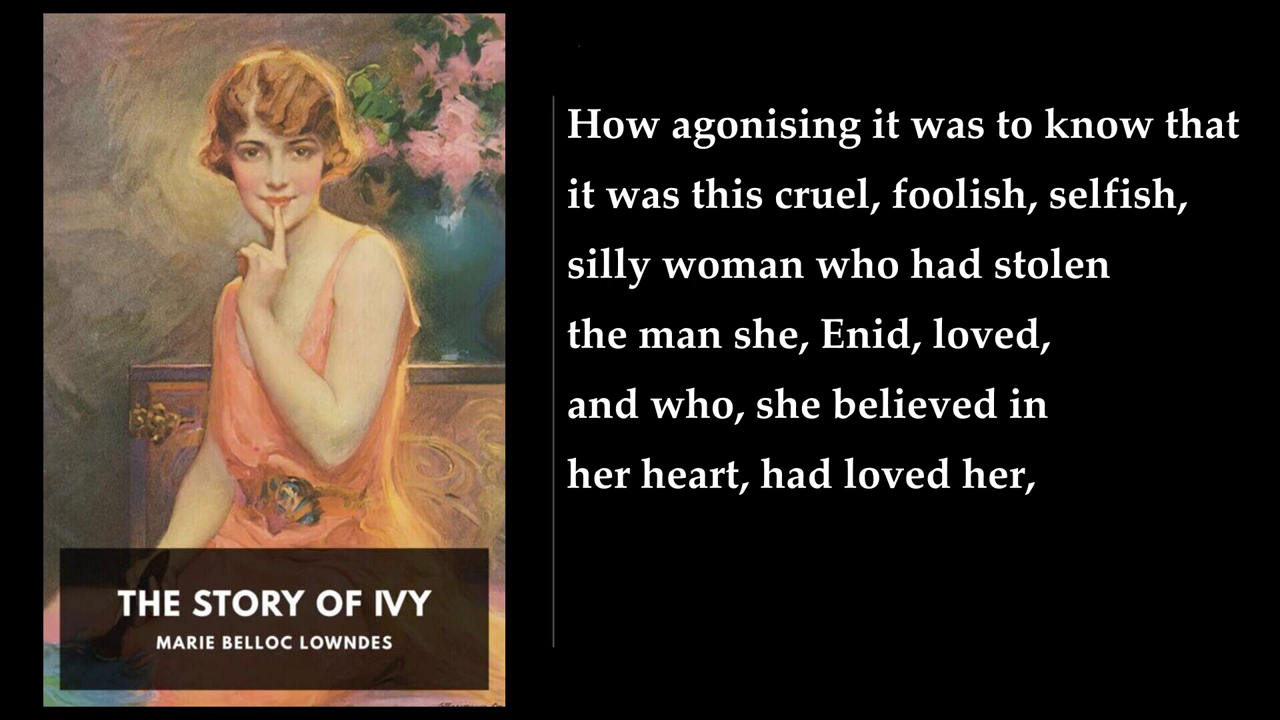 THE STORY OF IVY
MARIE BELLOC LOWNDES
How agonising it was to know that
it was this cruel, foolish, selfish,
silly woman who had stolen
the man she, Enid, loved,
and who, she believed in
her heart, had loved her,